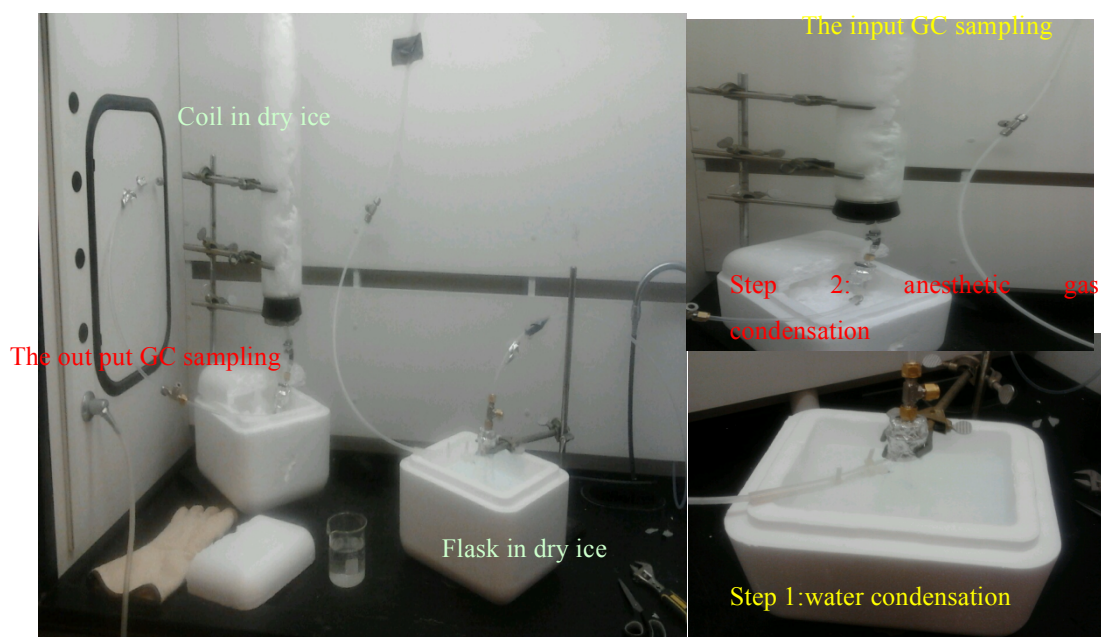 The input GC sampling
Coil in dry ice
Step 2: anesthetic gas
condensation
The out put GC sampling
Flask in dry ice
Step 1:water condensation